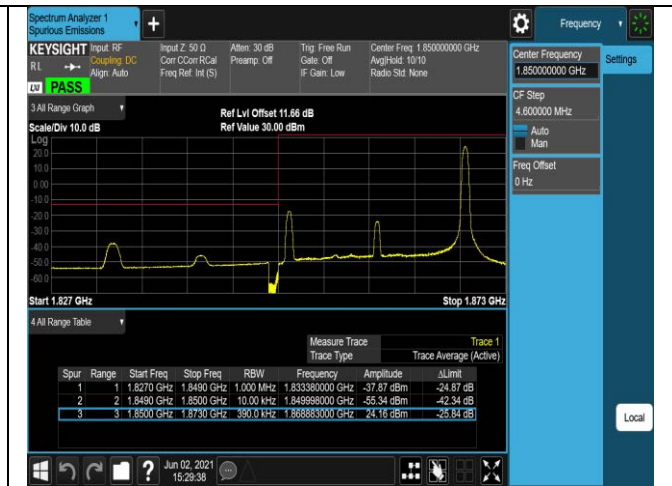 Spectrum Analyzer 1
Spurious Emissions
Frequency
KEYSIGHT Input: RF Input Z: 50 Ω Atten: 30 dB Trig: Free Run Center Freq: 1.850000000 GHz
RL Coupling: DC Corr CCorr RCal Preamp: Off Gate: Off Avg|Hold: 10/10
Align: Auto Freq Ref: Int (S) IF Gain: Low Radio Std: None
LXI PASS
Center Frequency
1.850000000 GHz
Settings
CF Step
4.600000 MHz
Auto
Man
Freq Offset
0 Hz
3 All Range Graph
Ref Lvl Offset 11.66 dB
Scale/Div 10.0 dB Ref Value 30.00 dBm
Log
20.0
10.0
0.00
-10.0
-20.0
-30.0
-40.0
-50.0
-60.0
Start 1.827 GHz Stop 1.873 GHz
4 All Range Table
Measure Trace Trace 1
Trace Type Trace Average (Active)
Spur Range Start Freq Stop Freq RBW Frequency Amplitude ΔLimit
1 1 1.8270 GHz 1.8490 GHz 1.000 MHz 1.833380000 GHz -37.87 dBm -24.87 dB
2 2 1.8490 GHz 1.8500 GHz 10.00 kHz 1.849998000 GHz -55.34 dBm -42.34 dB
3 3 1.8500 GHz 1.8730 GHz 390.0 kHz 1.868883000 GHz 24.16 dBm -25.84 dB
Local
Jun 02, 2021
15:29:38